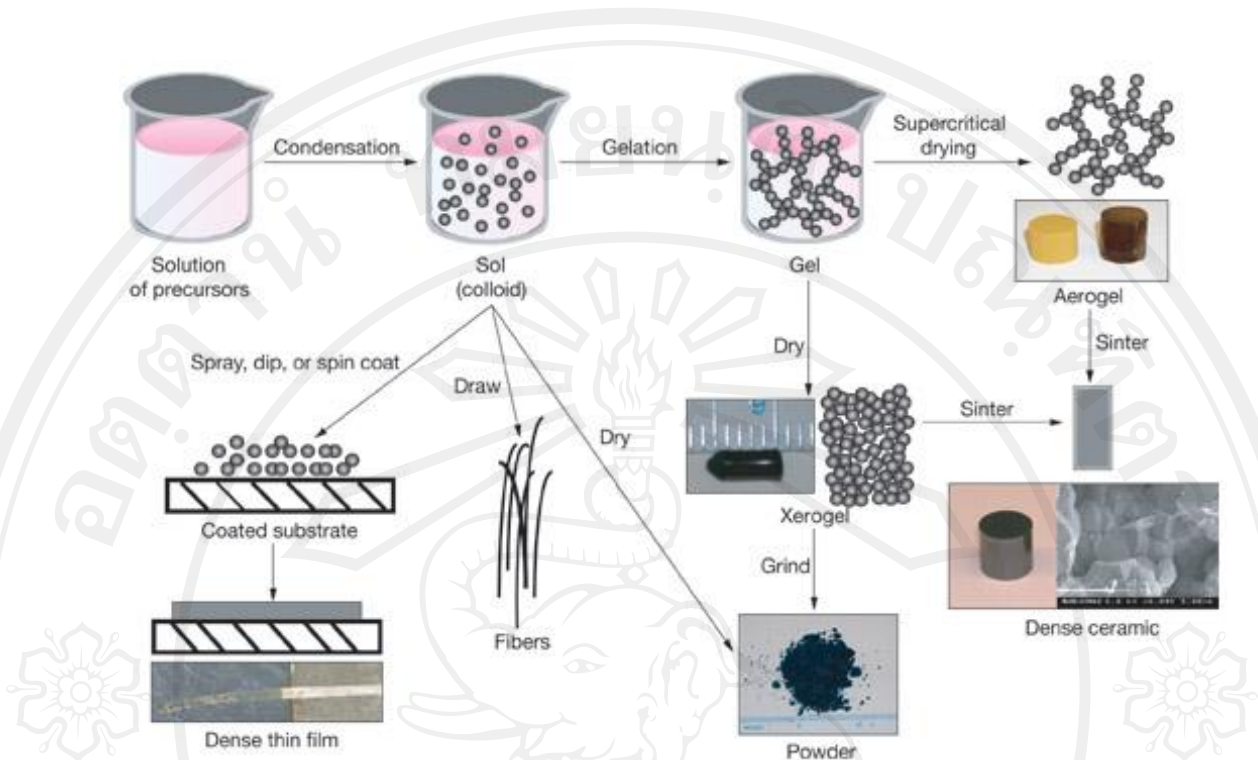 Condensation
Gelation
Supercritical
drying
Solution
of precursors
Sol
(colloid)
Gel
Aerogel
Spray, dip, or spin coat
Draw
Dry
Dry
Sinter
Sinter
Coated substrate
Xerogel
Grind
Fibers
Dense ceramic
Dense thin film
Powder